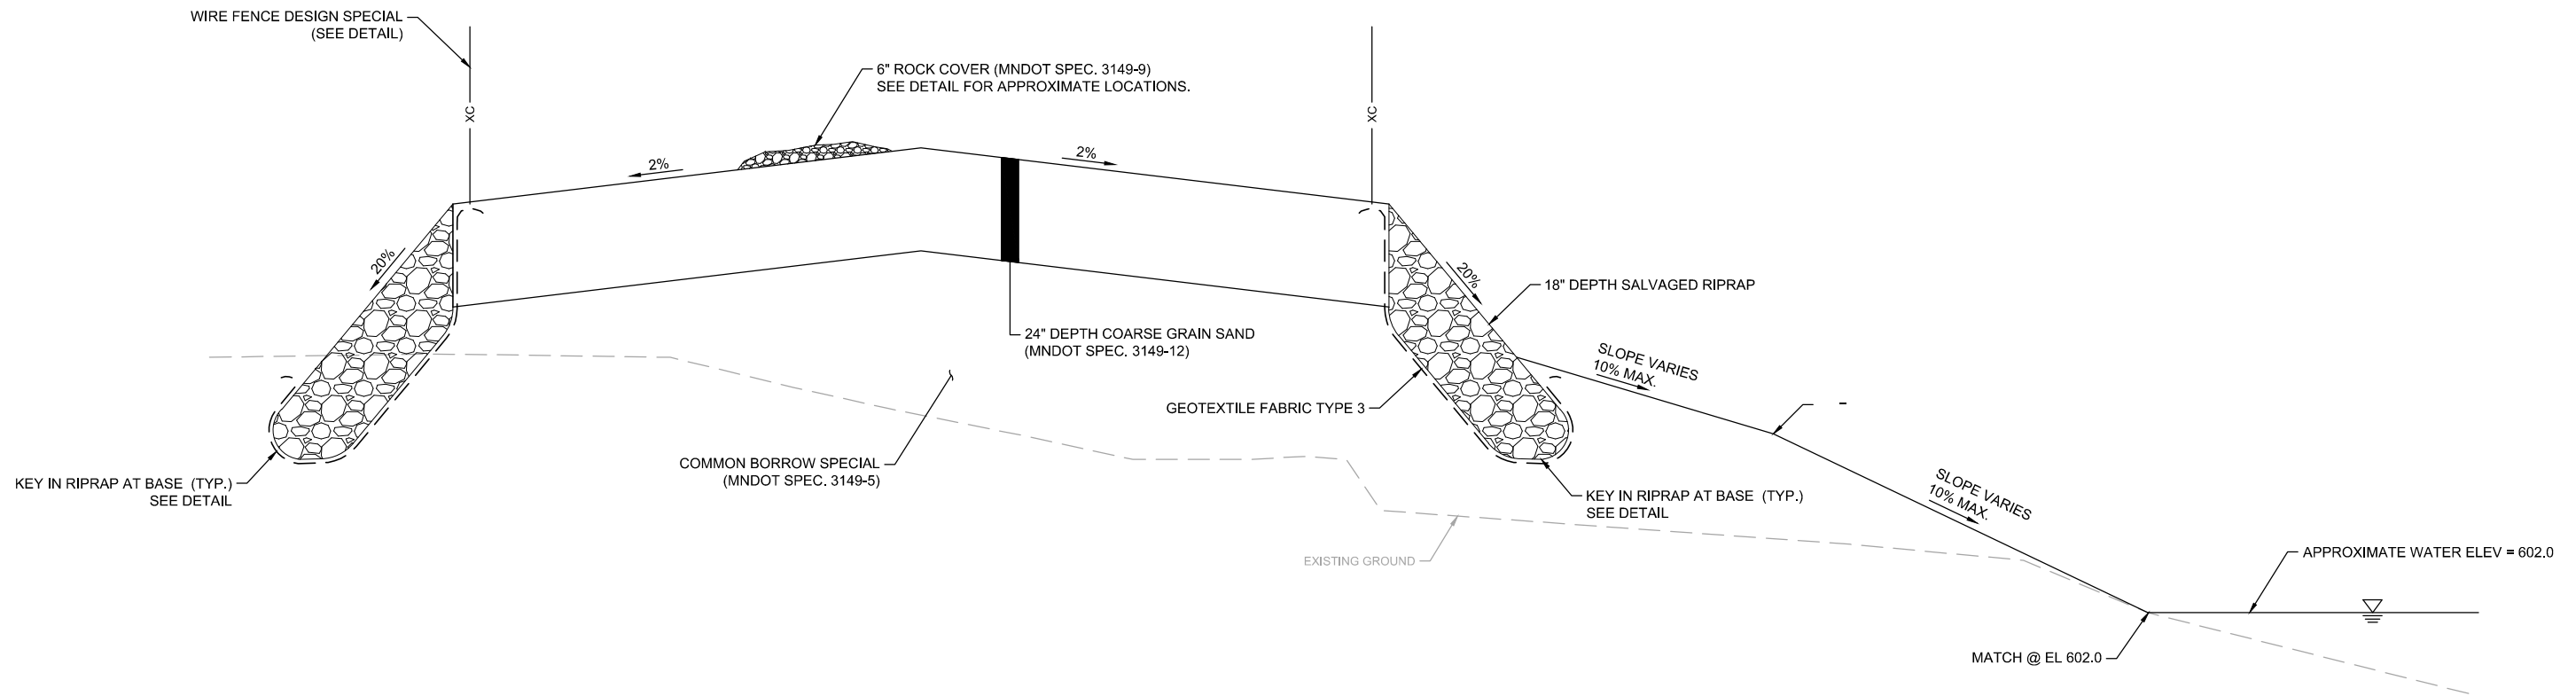 WIRE FENCE DESIGN SPECIAL
(SEE DETAIL)
6" ROCK COVER (MNDOT SPEC. 3149-9)
SEE DETAIL FOR APPROXIMATE LOCATIONS.
XC
XC
2%
2%
20%
20%
18" DEPTH SALVAGED RIPRAP
24" DEPTH COARSE GRAIN SAND
(MNDOT SPEC. 3149-12)
SLOPE VARIES
10% MAX.
GEOTEXTILE FABRIC TYPE 3
-
COMMON BORROW SPECIAL
(MNDOT SPEC. 3149-5)
KEY IN RIPRAP AT BASE (TYP.)
SEE DETAIL
KEY IN RIPRAP AT BASE (TYP.)
SEE DETAIL
SLOPE VARIES
10% MAX.
EXISTING GROUND
APPROXIMATE WATER ELEV = 602.0
MATCH @ EL 602.0